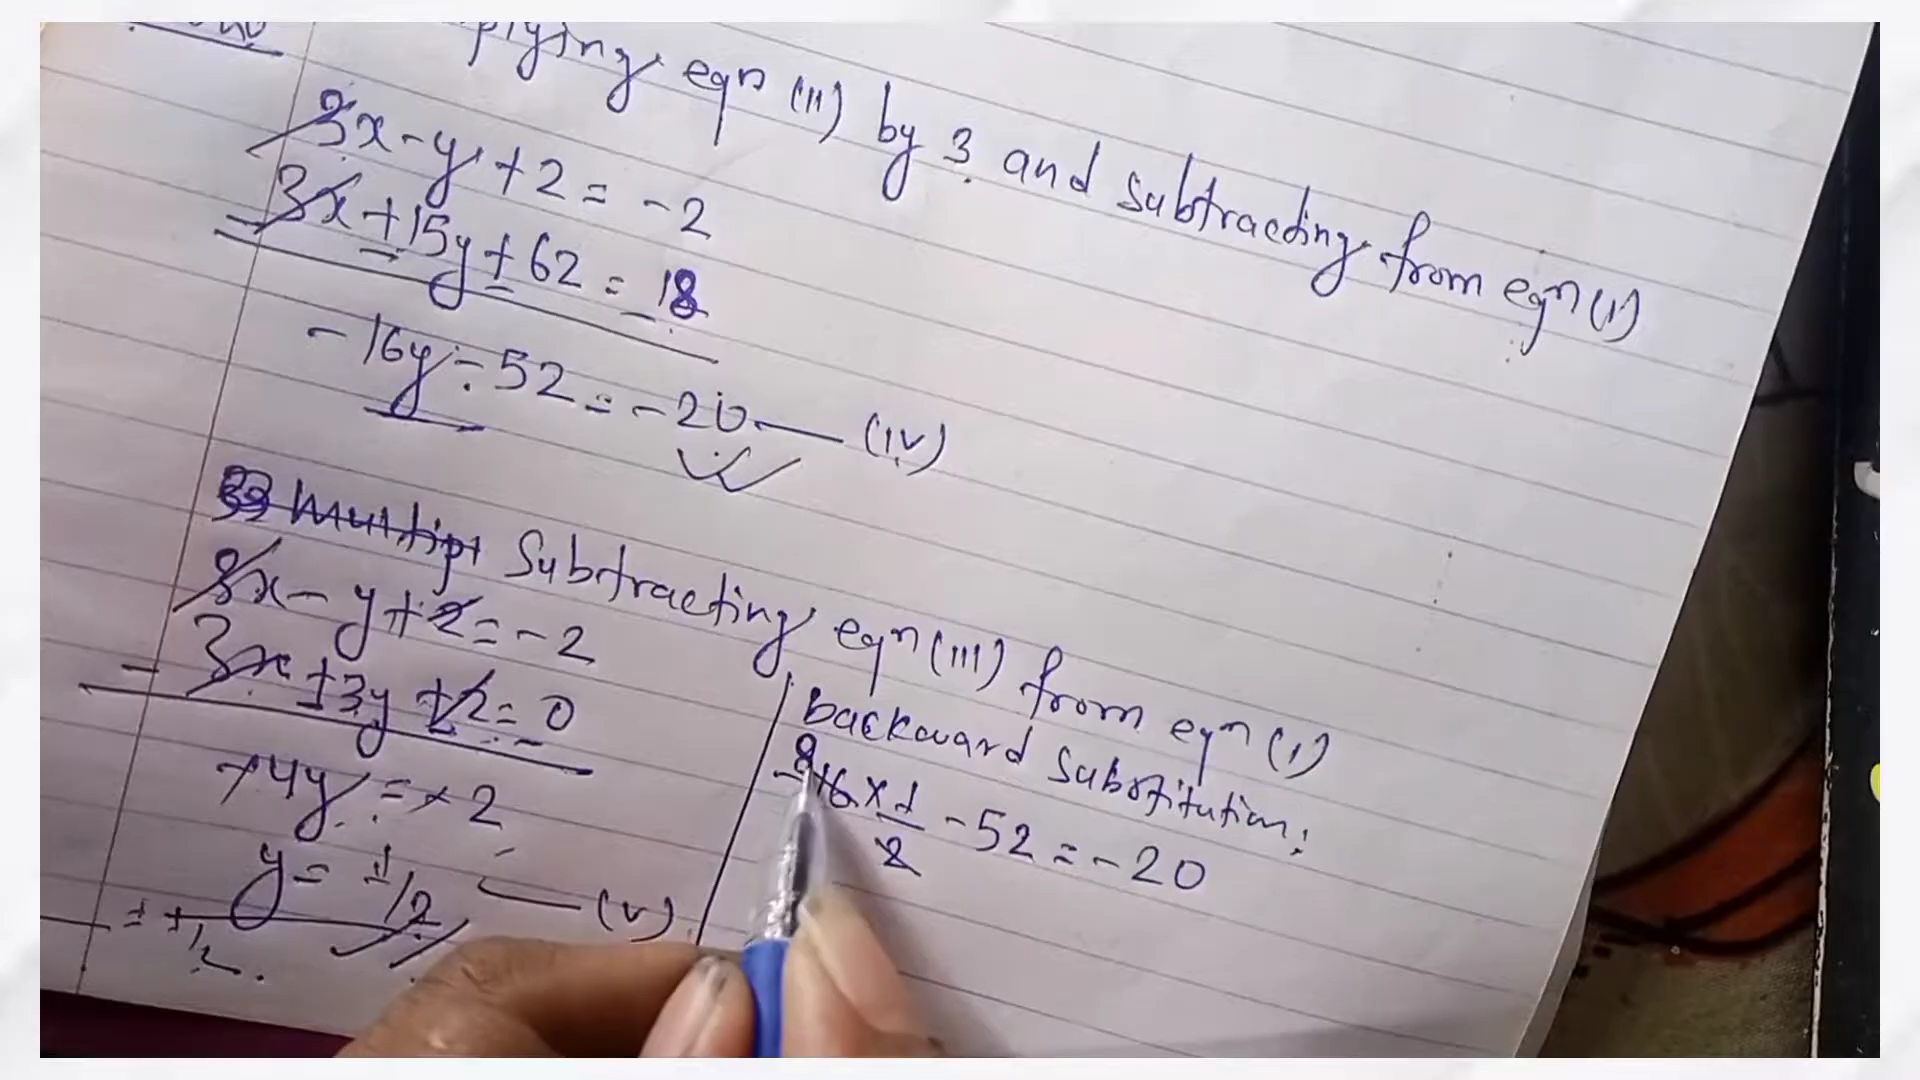 plying eqn (II) by 3 and subtracting from eqn (I)
3x - y + z = -2
3x + 15y + 6z = 18
-16y - 5z = -20 — (IV)
Subtracting eqn (III) from eqn (I)
3x - y + z = -2
- 3x + 3y + z = 0
-4y = -2
y = 1/2 — (V)
= +1/2.
backward substitution:
-8 16 × 1/2 - 5z = -20